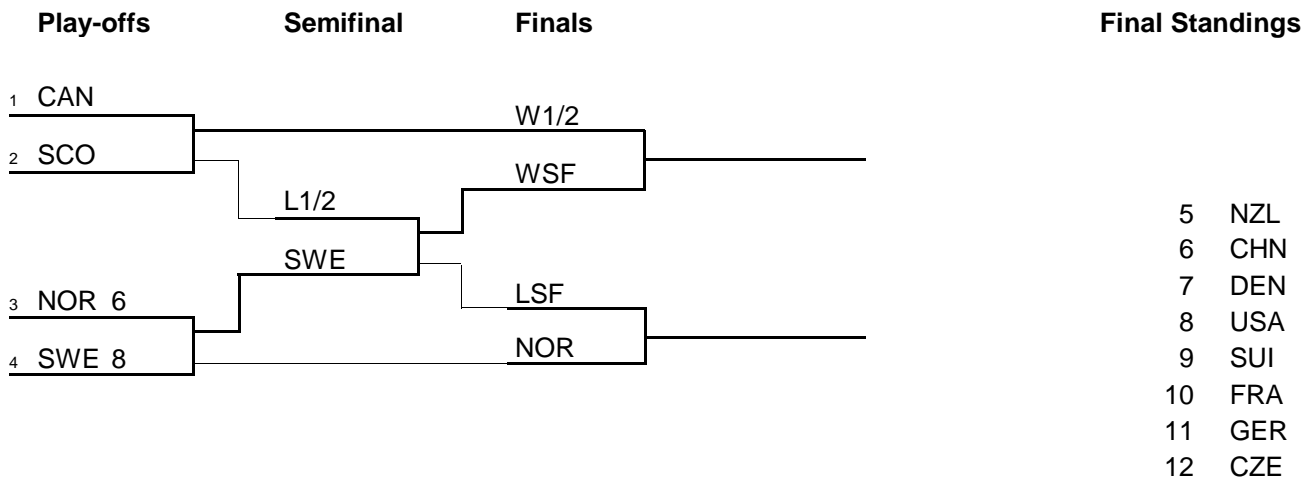 Play-offs Semifinal Finals Final Standings
1 CAN
W1/2
2 SCO
WSF
L1/2
5 NZL
6 CHN
SWE
7 DEN
3 NOR 6
LSF
8 USA
4 SWE 8
NOR
9 SUI
10 FRA
11 GER
12 CZE